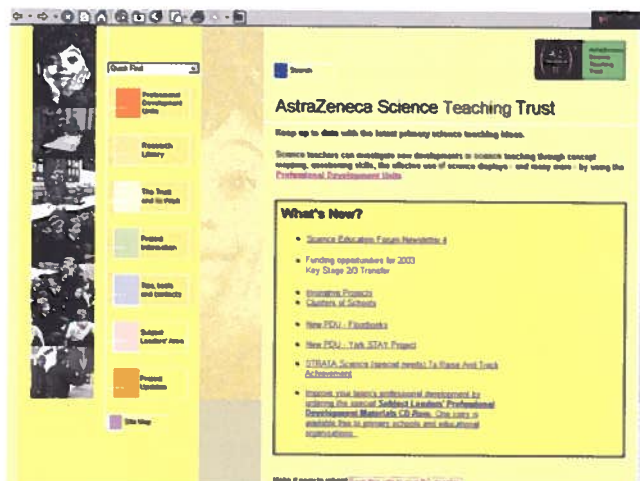 Quick Find
Professional
Development
Units
Research
Library
The Trust
and its Work
Project
Information
Tips, tools
and contacts
Subject
Leaders' Area
Project
Updates
Site Map
Search
AstraZeneca
Science
Teaching
Trust
AstraZeneca Science Teaching Trust
Keep up to date with the latest primary science teaching ideas.
Science teachers can investigate new developments in science teaching through concept
mapping, questioning skills, the effective use of science displays - and many more - by using the
Professional Development Units
What's New?
Science Education Forum Newsletter 4
Funding opportunities for 2003
Key Stage 2/3 Transfer
Innovative Projects
Clusters of Schools
New PDU - Floorbooks
New PDU - York STAY Project
STRATA Science (special needs) To Raise And Track
Achievement
Improve your team's professional development by
ordering the special Subject Leaders' Professional
Development Materials CD Rom. One copy is
available free to primary schools and educational
organisations.